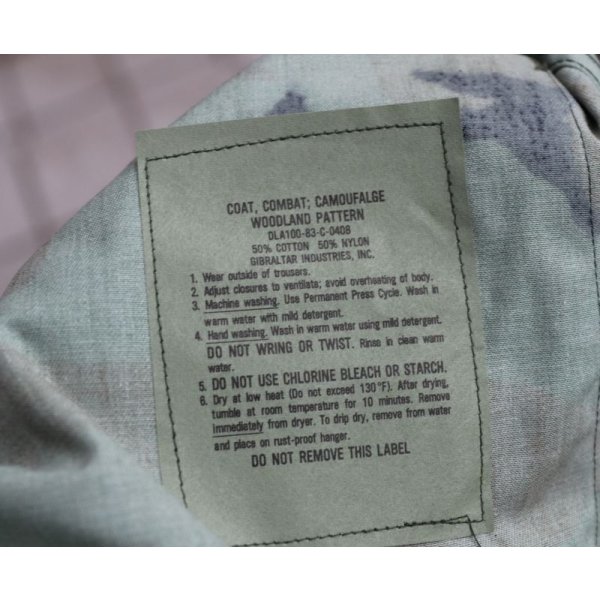 COAT, COMBAT; CAMOUFALGE
WOODLAND PATTERN
DLA100-83-C-0408
50% COTTON 50% NYLON
GIBRALTAR INDUSTRIES, INC.
1. Wear outside of trousers.
2. Adjust closures to ventilate; avoid overheating of body.
3. Machine washing. Use Permanent Press Cycle. Wash in
warm water with mild detergent.
4. Hand washing. Wash in warm water using mild detergent.
DO NOT WRING OR TWIST. Rinse in clean warm
water.
5. DO NOT USE CHLORINE BLEACH OR STARCH.
6. Dry at low heat (Do not exceed 130°F). After drying,
tumble at room temperature for 10 minutes. Remove
immediately from dryer. To drip dry, remove from water
and place on rust-proof hanger.
DO NOT REMOVE THIS LABEL